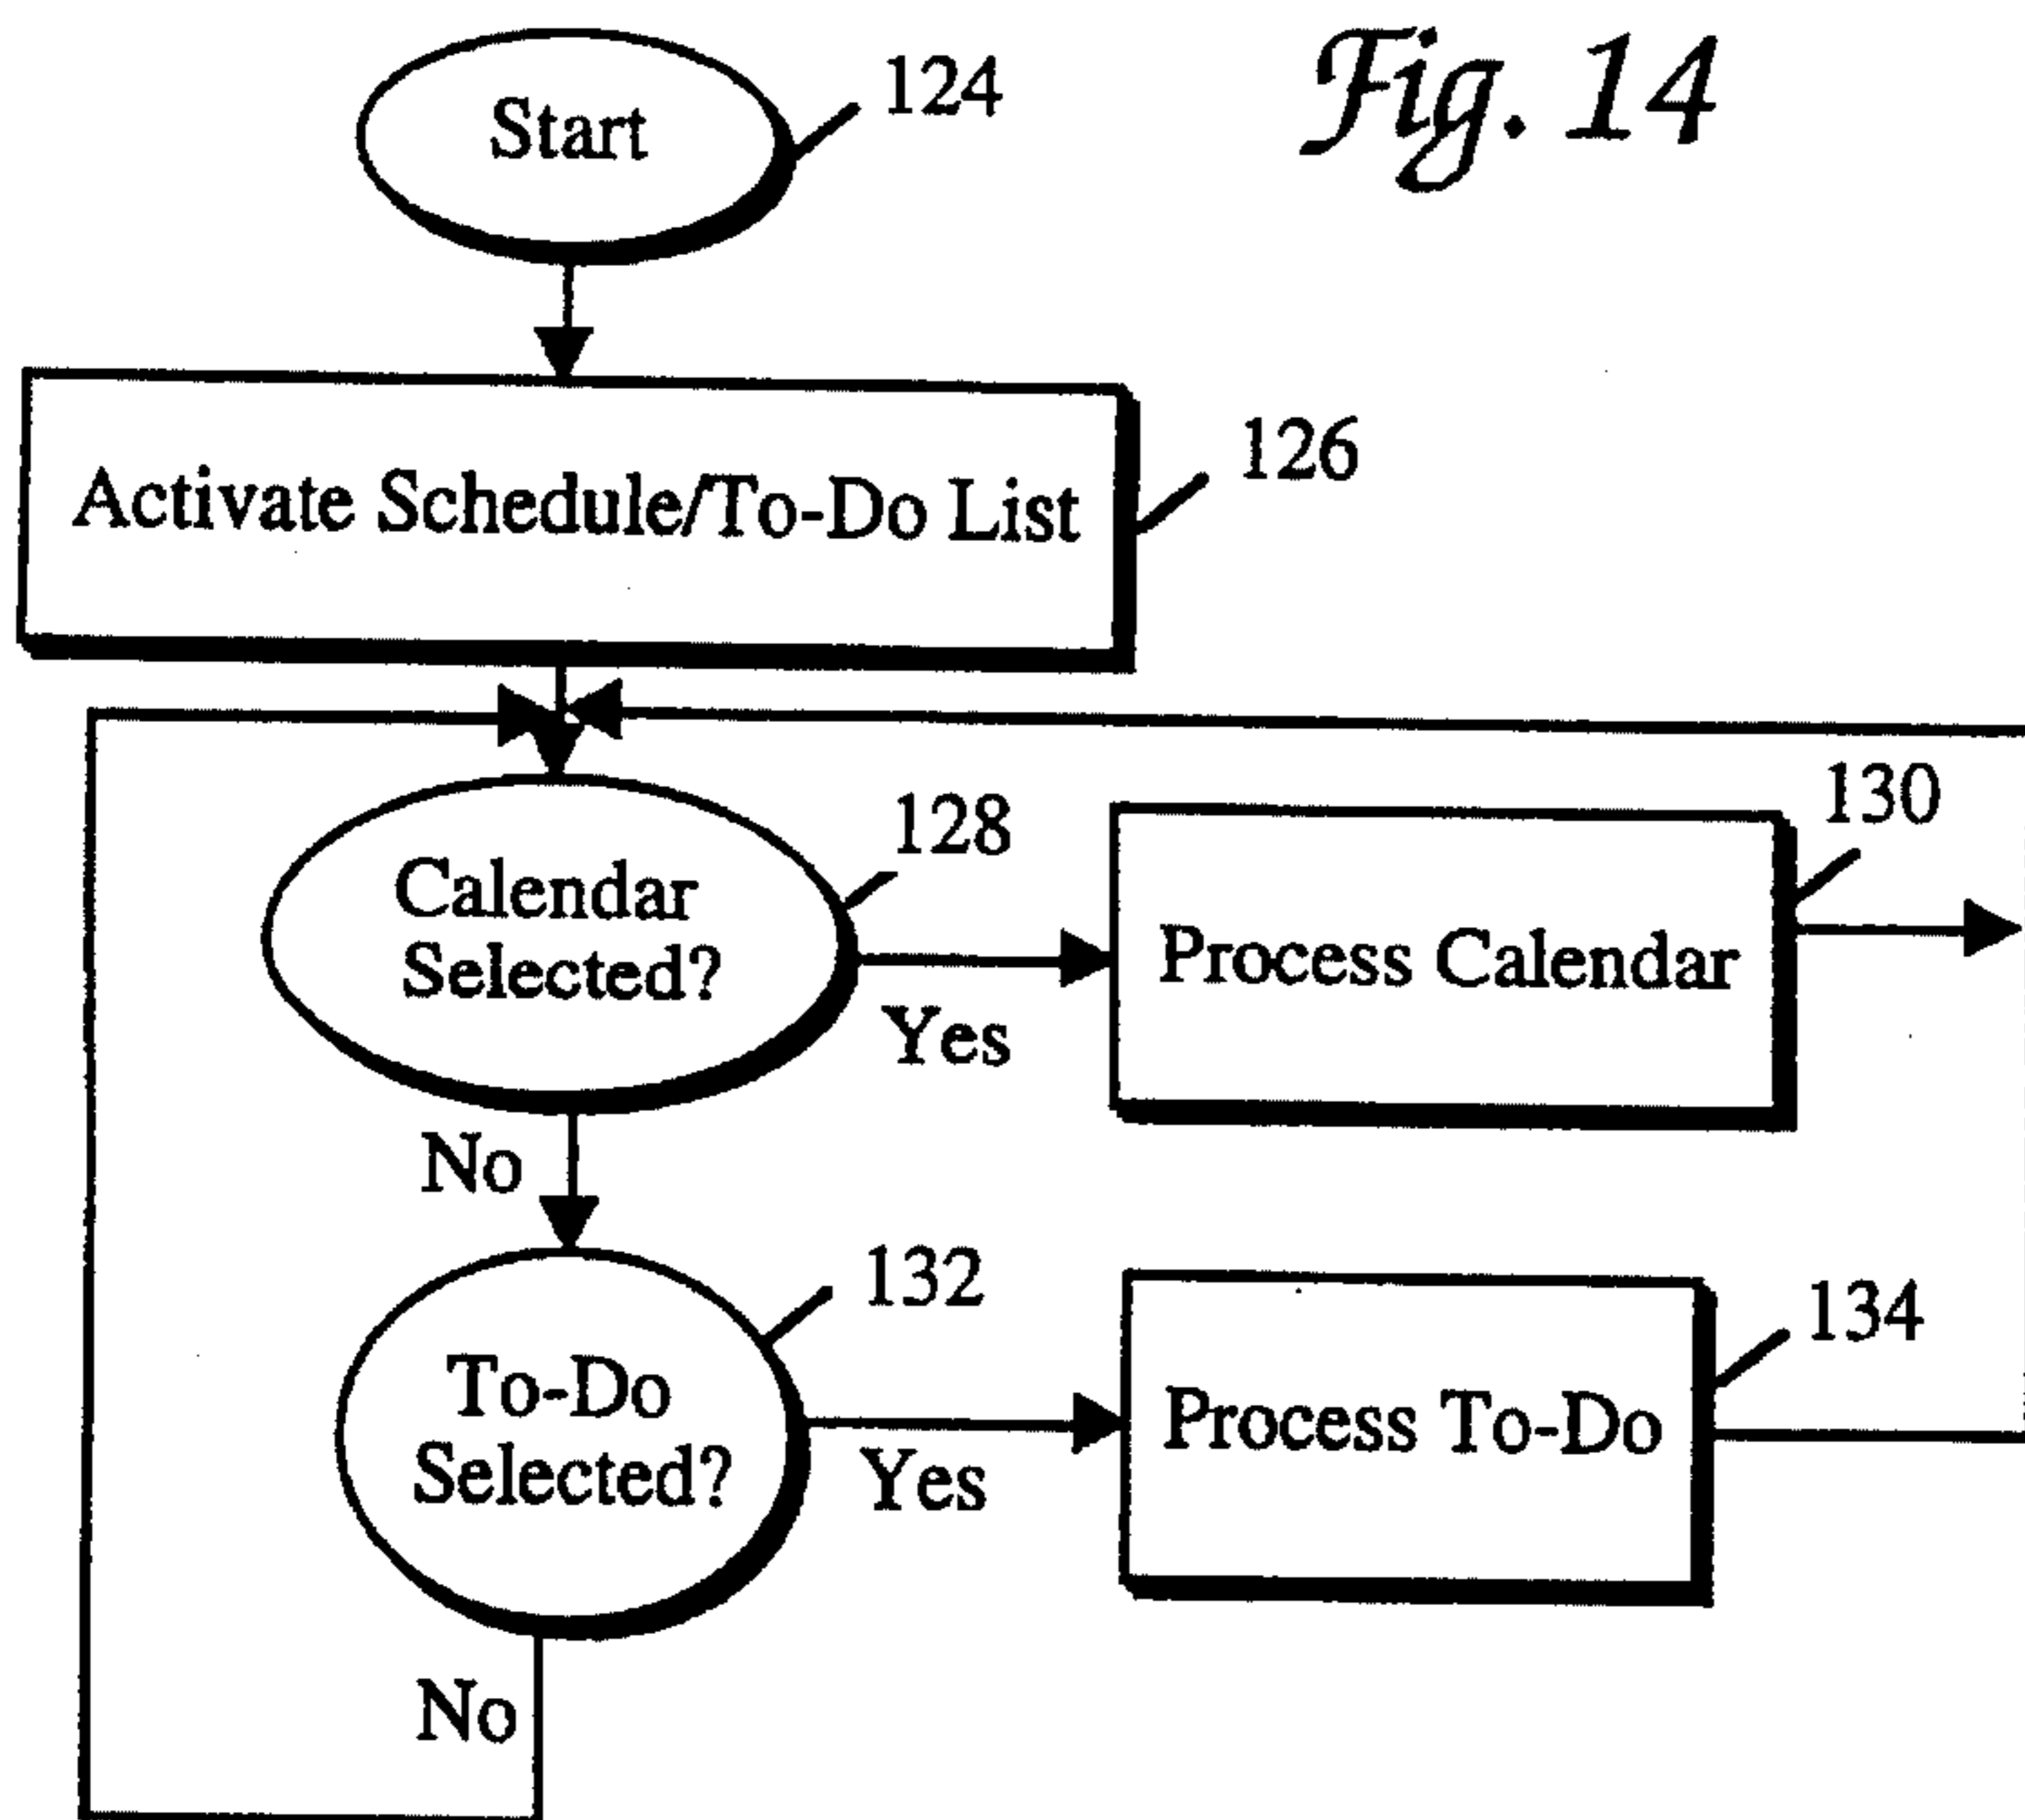 Fig. 14
Start
124
Activate Schedule/To-Do List
126
Calendar
Selected?
128
Yes
Process Calendar
130
No
To-Do
Selected?
132
Yes
Process To-Do
134
No